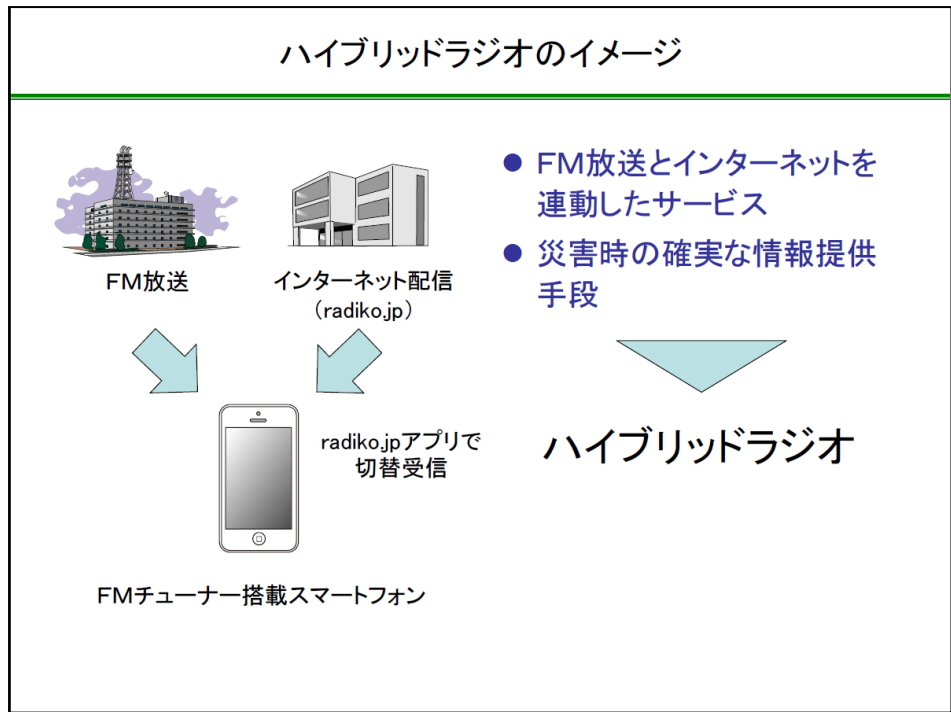 ハイブリッドラジオのイメージ
FM放送
インターネット配信
(radiko.jp)
radiko.jpアプリで
切替受信
FMチューナー搭載スマートフォン
● FM放送とインターネットを
連動したサービス
● 災害時の確実な情報提供
手段
ハイブリッドラジオ